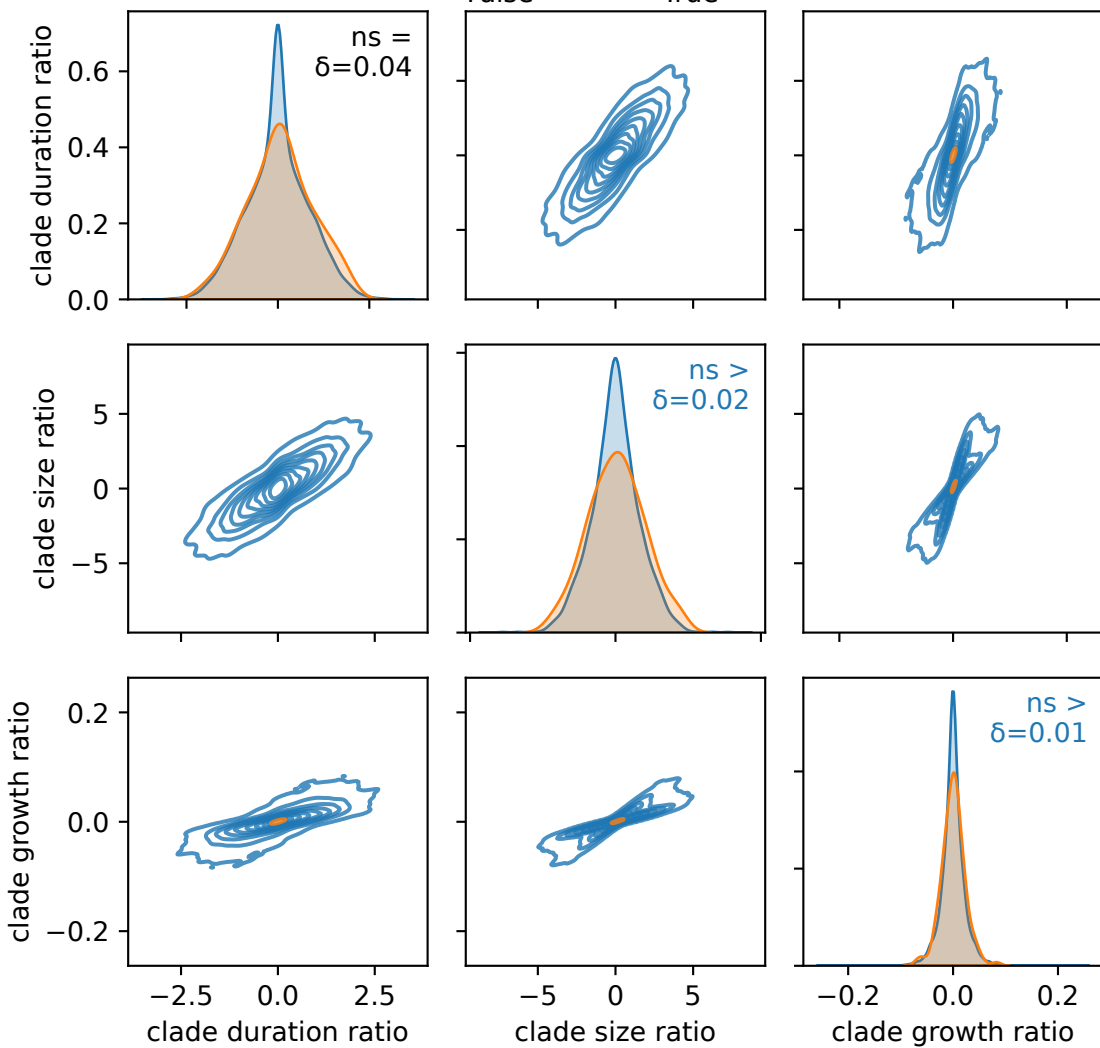 clade duration ratio
0.6
0.4
0.2
0.0
ns =
δ=0.04
clade size ratio
5
0
−5
ns >
δ=0.02
clade growth ratio
0.2
0.0
−0.2
ns >
δ=0.01
−2.5 0.0 2.5
−5 0 5
−0.2 0.0 0.2
clade duration ratio
clade size ratio
clade growth ratio